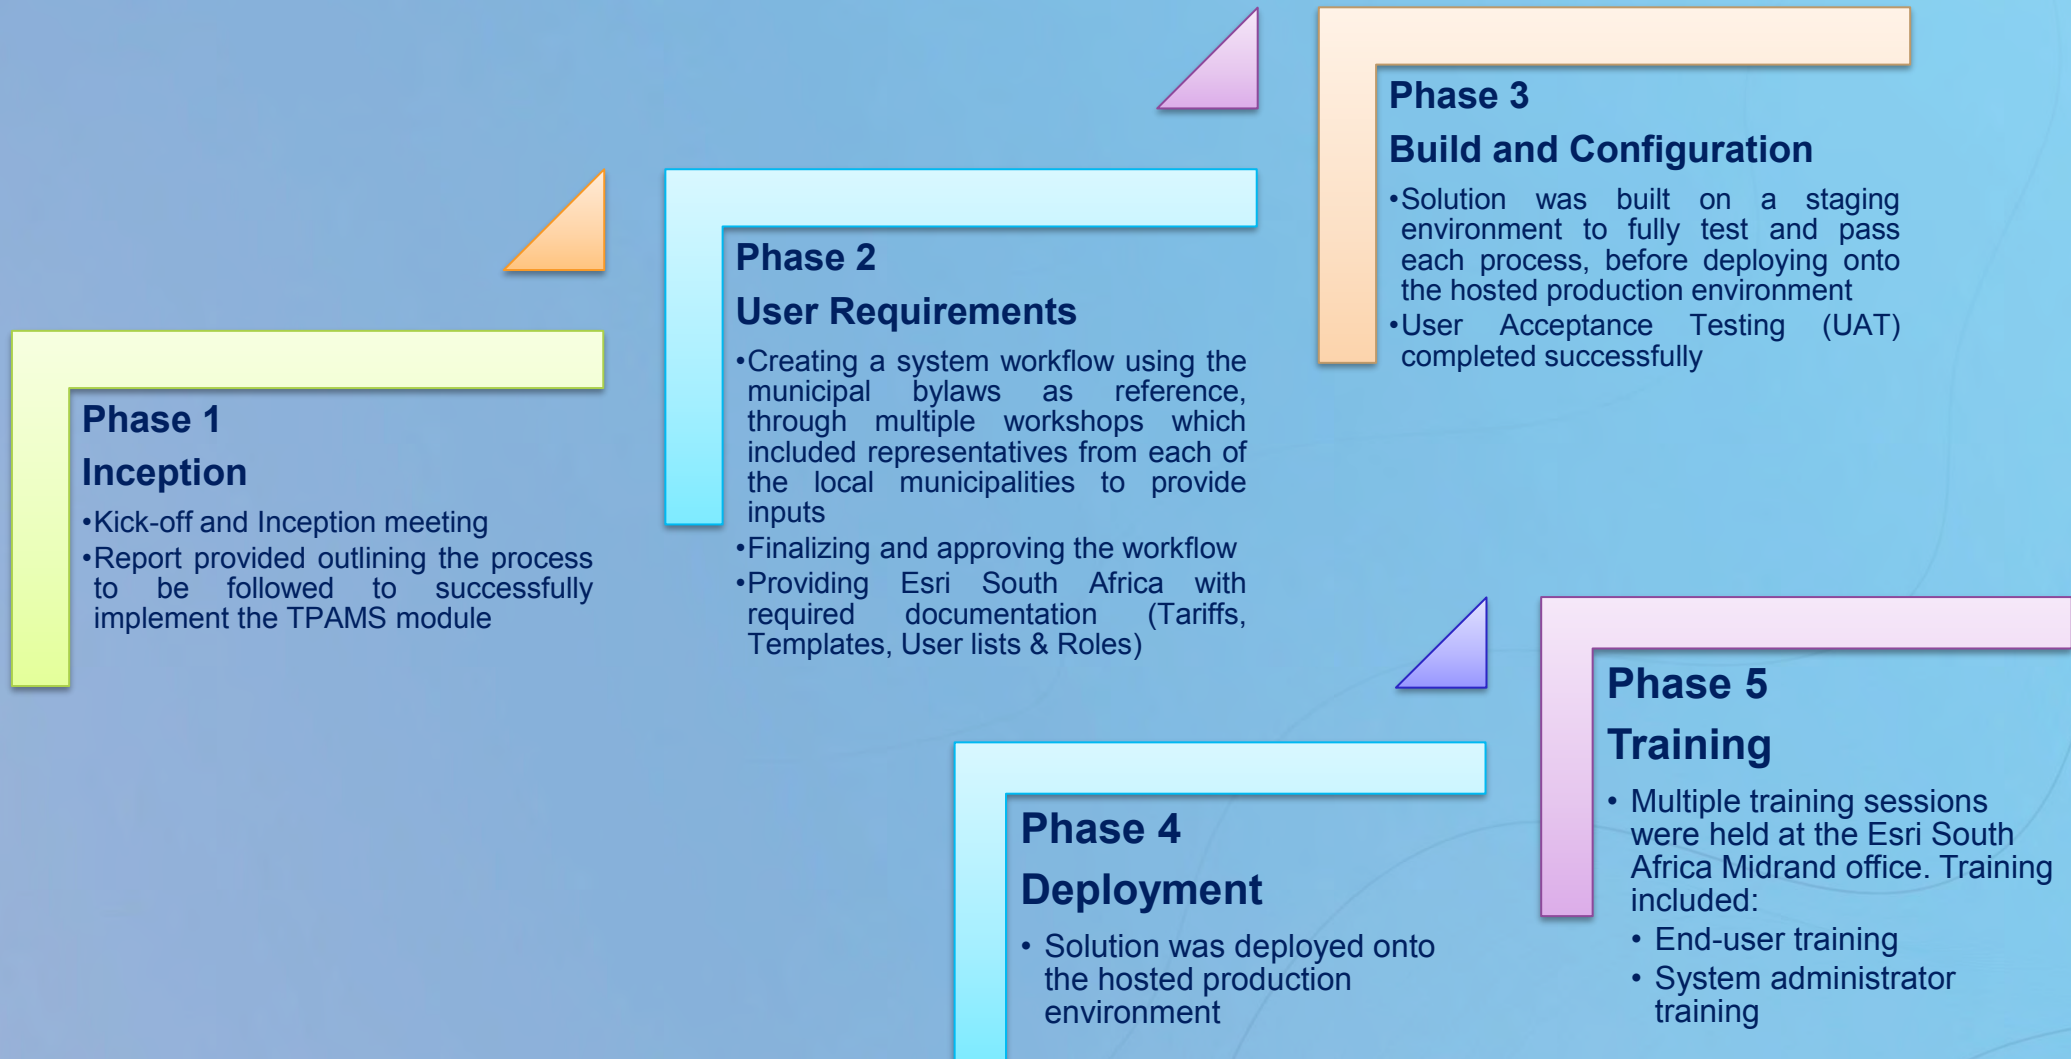 Phase 1
Inception
•Kick-off and Inception meeting
•Report provided outlining the process
to be followed to successfully
implement the TPAMS module
Phase 2
User Requirements
•Creating a system workflow using the
municipal bylaws as reference,
through multiple workshops which
included representatives from each of
the local municipalities to provide
inputs
•Finalizing and approving the workflow
•Providing Esri South Africa with
required documentation (Tariffs,
Templates, User lists & Roles)
Phase 3
Build and Configuration
•Solution was built on a staging
environment to fully test and pass
each process, before deploying onto
the hosted production environment
•User Acceptance Testing (UAT)
completed successfully
Phase 4
Deployment
• Solution was deployed onto
the hosted production
environment
Phase 5
Training
• Multiple training sessions
were held at the Esri South
Africa Midrand office. Training
included:
• End-user training
• System administrator
training